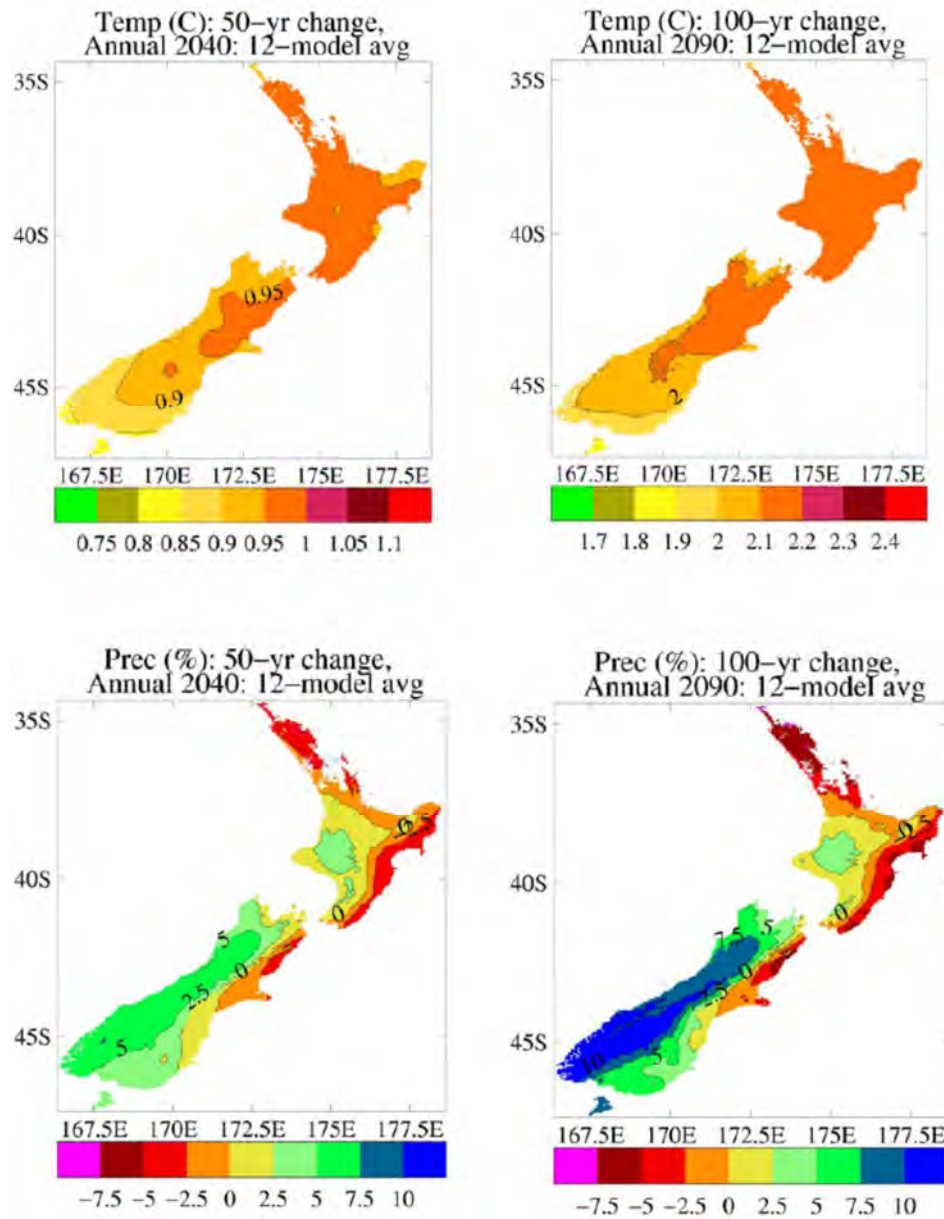 Temp (C): 50-yr change,
Annual 2040: 12-model avg
35S
40S
45S
0.95
0.9
167.5E 170E 172.5E 175E 177.5E
0.75 0.8 0.85 0.9 0.95 1 1.05 1.1
Temp (C): 100-yr change,
Annual 2090: 12-model avg
35S
40S
45S
2
167.5E 170E 172.5E 175E 177.5E
1.7 1.8 1.9 2 2.1 2.2 2.3 2.4
Prec (%): 50-yr change,
Annual 2040: 12-model avg
35S
40S
45S
0
5
0
2.5
5
167.5E 170E 172.5E 175E 177.5E
-7.5 -5 -2.5 0 2.5 5 7.5 10
Prec (%): 100-yr change,
Annual 2090: 12-model avg
35S
40S
45S
0
7.5
5
0
2.5
5
10
167.5E 170E 172.5E 175E 177.5E
-7.5 -5 -2.5 0 2.5 5 7.5 10